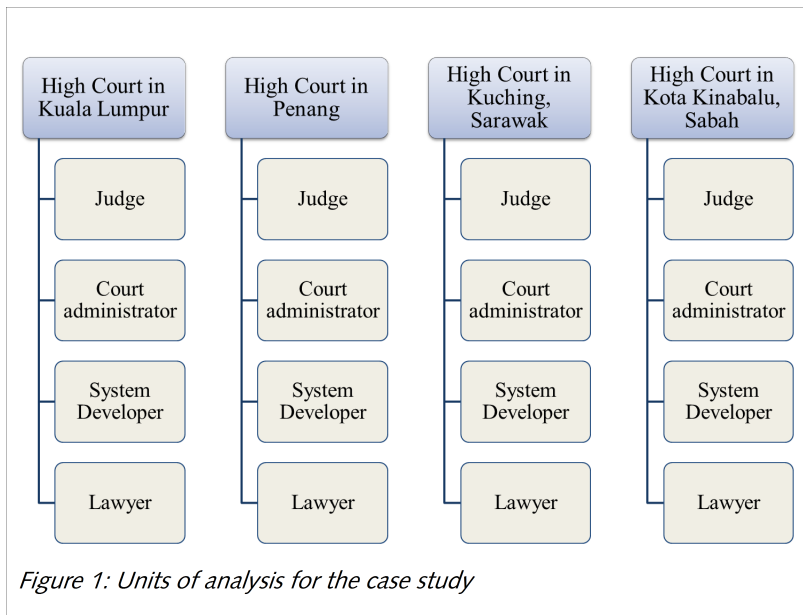 High Court in
Kuala Lumpur
Judge
Court
administrator
System
Developer
Lawyer
High Court in
Penang
Judge
Court
administrator
System
Developer
Lawyer
High Court in
Kuching,
Sarawak
Judge
Court
administrator
System
Developer
Lawyer
High Court in
Kota Kinabalu,
Sabah
Judge
Court
administrator
System
Developer
Lawyer
Figure 1: Units of analysis for the case study